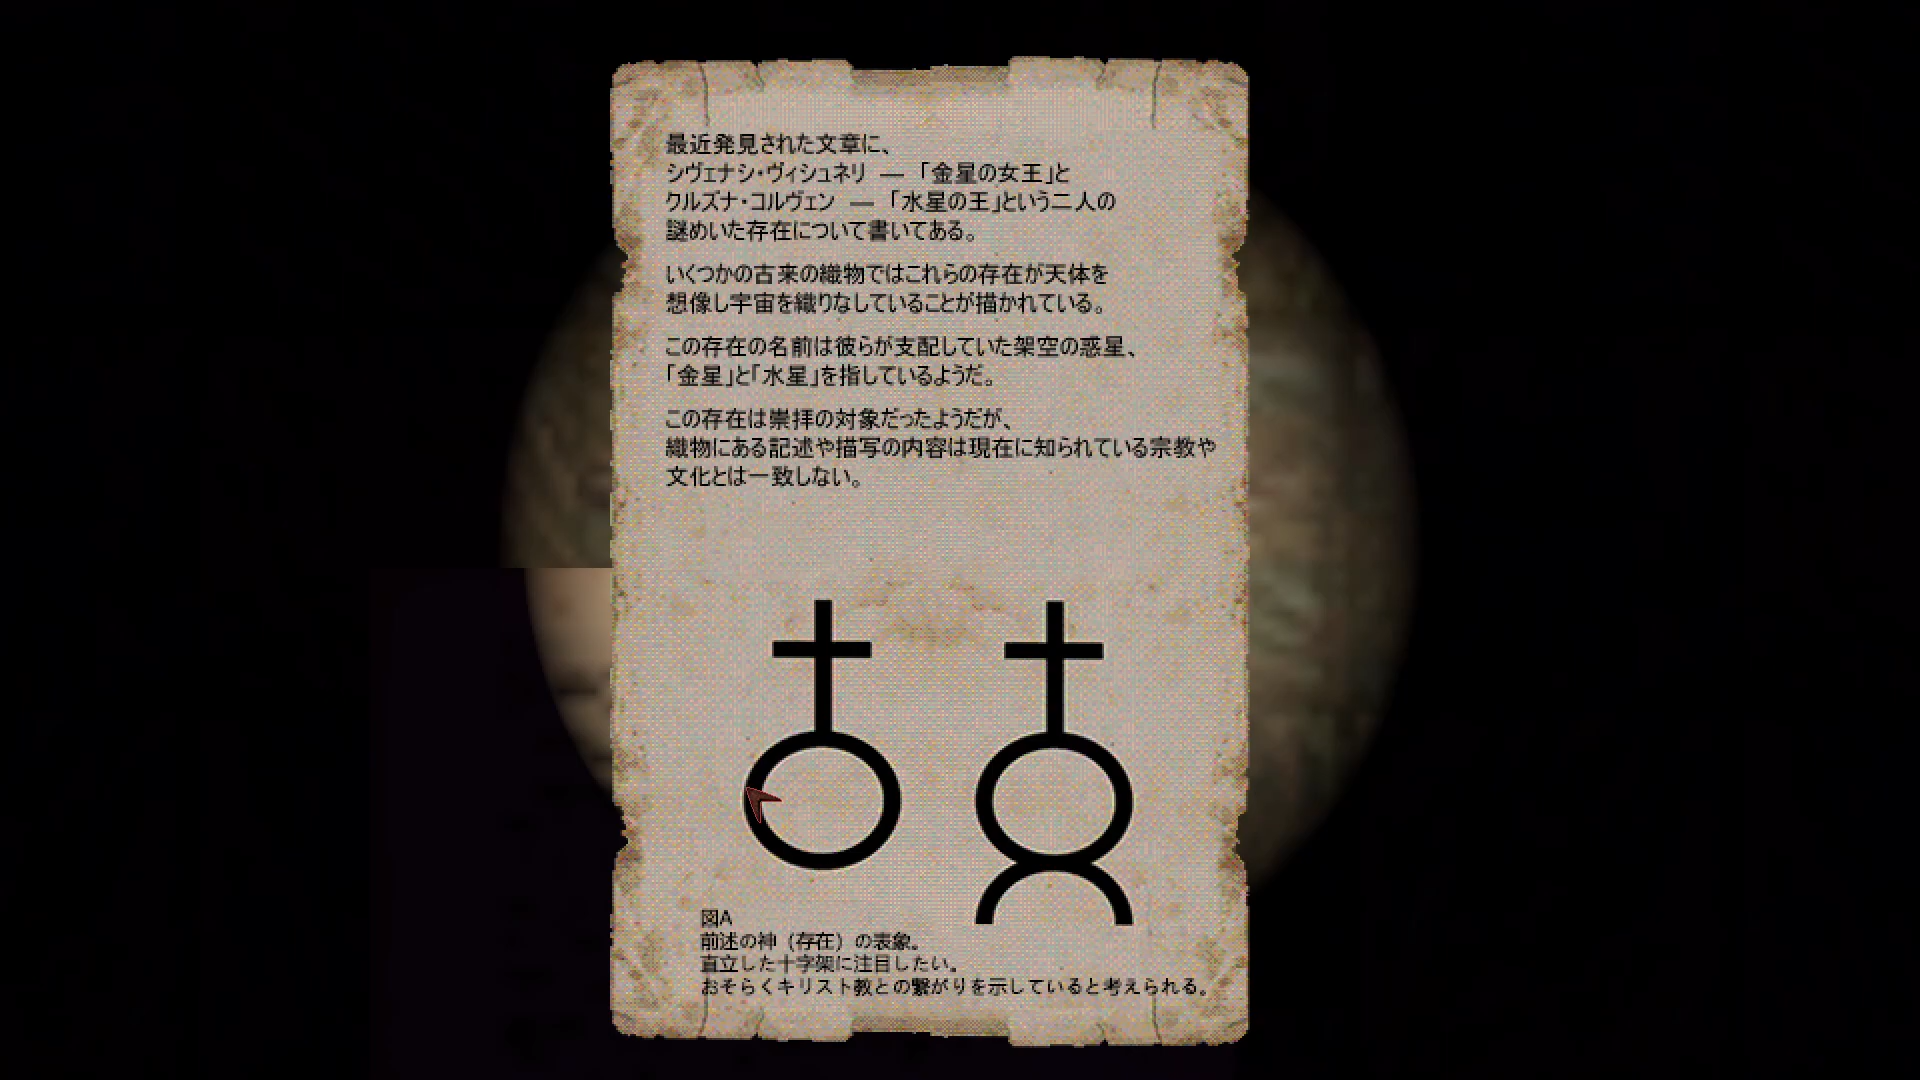 最近発見された文章に、
シヴェナシ・ヴィシュネリ ― 「金星の女王」と
クルズナ・コルヴェン ― 「水星の王」という二人の
謎めいた存在について書いてある。
いくつかの古来の織物ではこれらの存在が天体を
想像し宇宙を織りなしていることが描かれている。
この存在の名前は彼らが支配していた架空の惑星、
「金星」と「水星」を指しているようだ。
この存在は崇拝の対象だったようだが、
織物にある記述や描写の内容は現在に知られている宗教や
文化とは一致しない。
図A
前述の神（存在）の表象。
直立した十字架に注目したい。
おそらくキリスト教との繋がりを示していると考えられる。